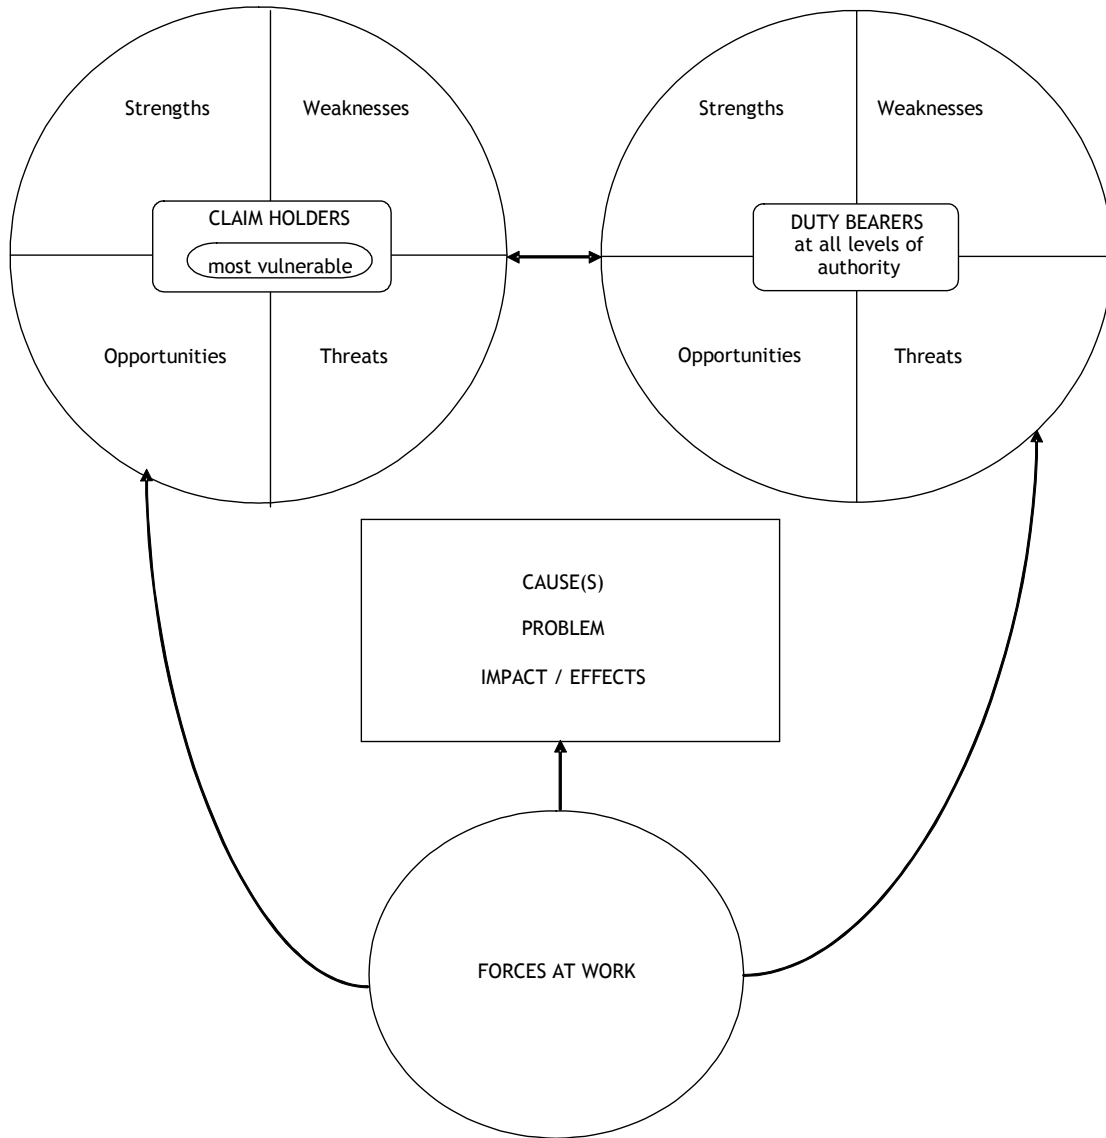 Strengths
Weaknesses
CLAIM HOLDERS
most vulnerable
Opportunities
Threats
Strengths
Weaknesses
DUTY BEARERS
at all levels of
authority
Opportunities
Threats
CAUSE(S)
PROBLEM
IMPACT / EFFECTS
FORCES AT WORK